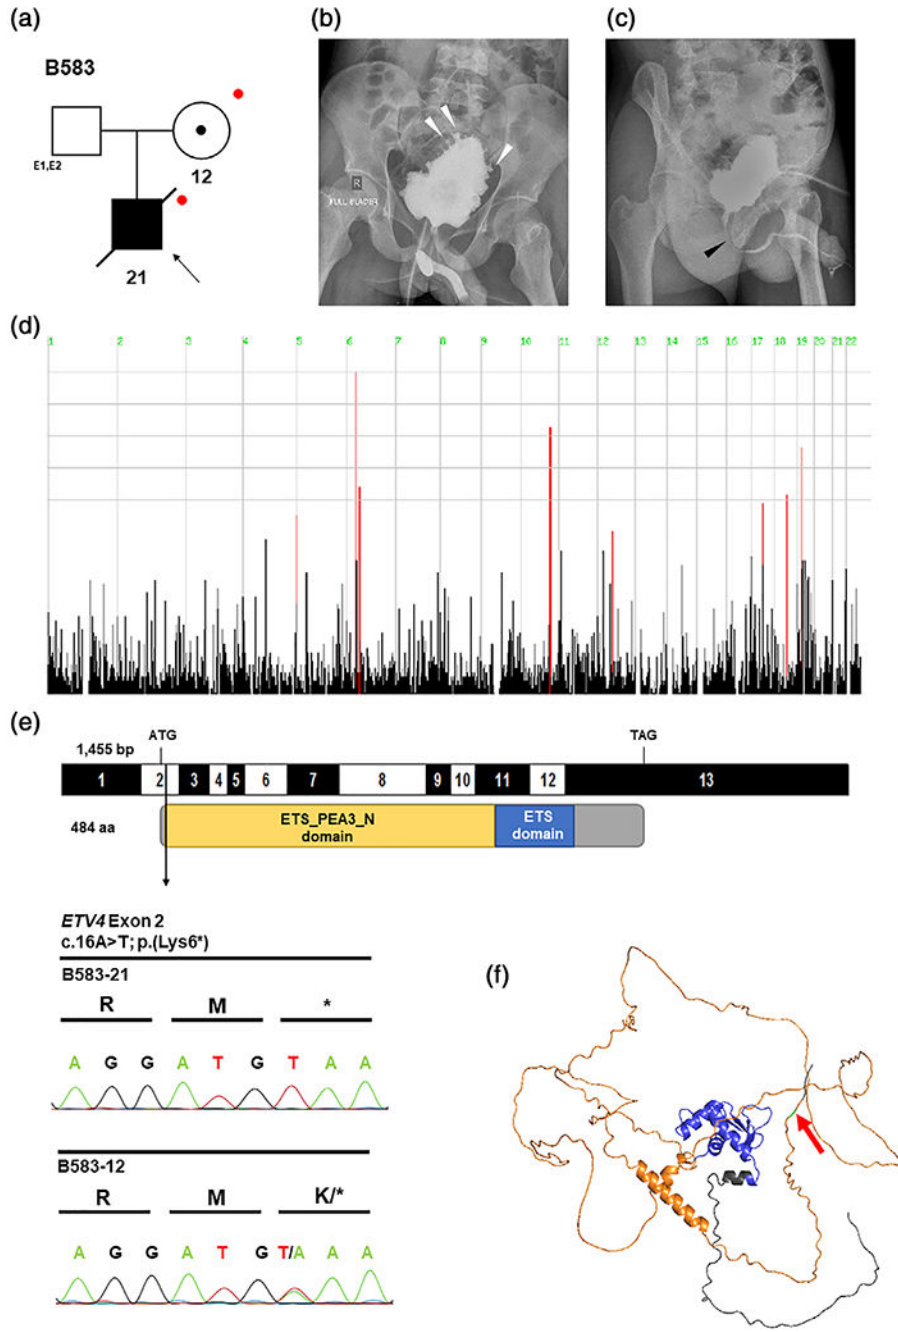 (a)
B583
E1,E2
12
21
(b)
R
FULL BLADER
(c)
(d)
1 2 3 4 5 6 7 8 9 10 11 12 13 14 15 16 17 18 19 20 21 22
(e)
ATG TAG
1,455 bp
1 2 3 4 5 6 7 8 9 10 11 12 13
484 aa
ETS_PEA3_N
domain
ETS
domain
ETV4 Exon 2
c.16A>T; p.(Lys6*)
B583-21
R M *
A G G A T G T A A
B583-12
R M K/*
A G G A T G T/A A A
(f)